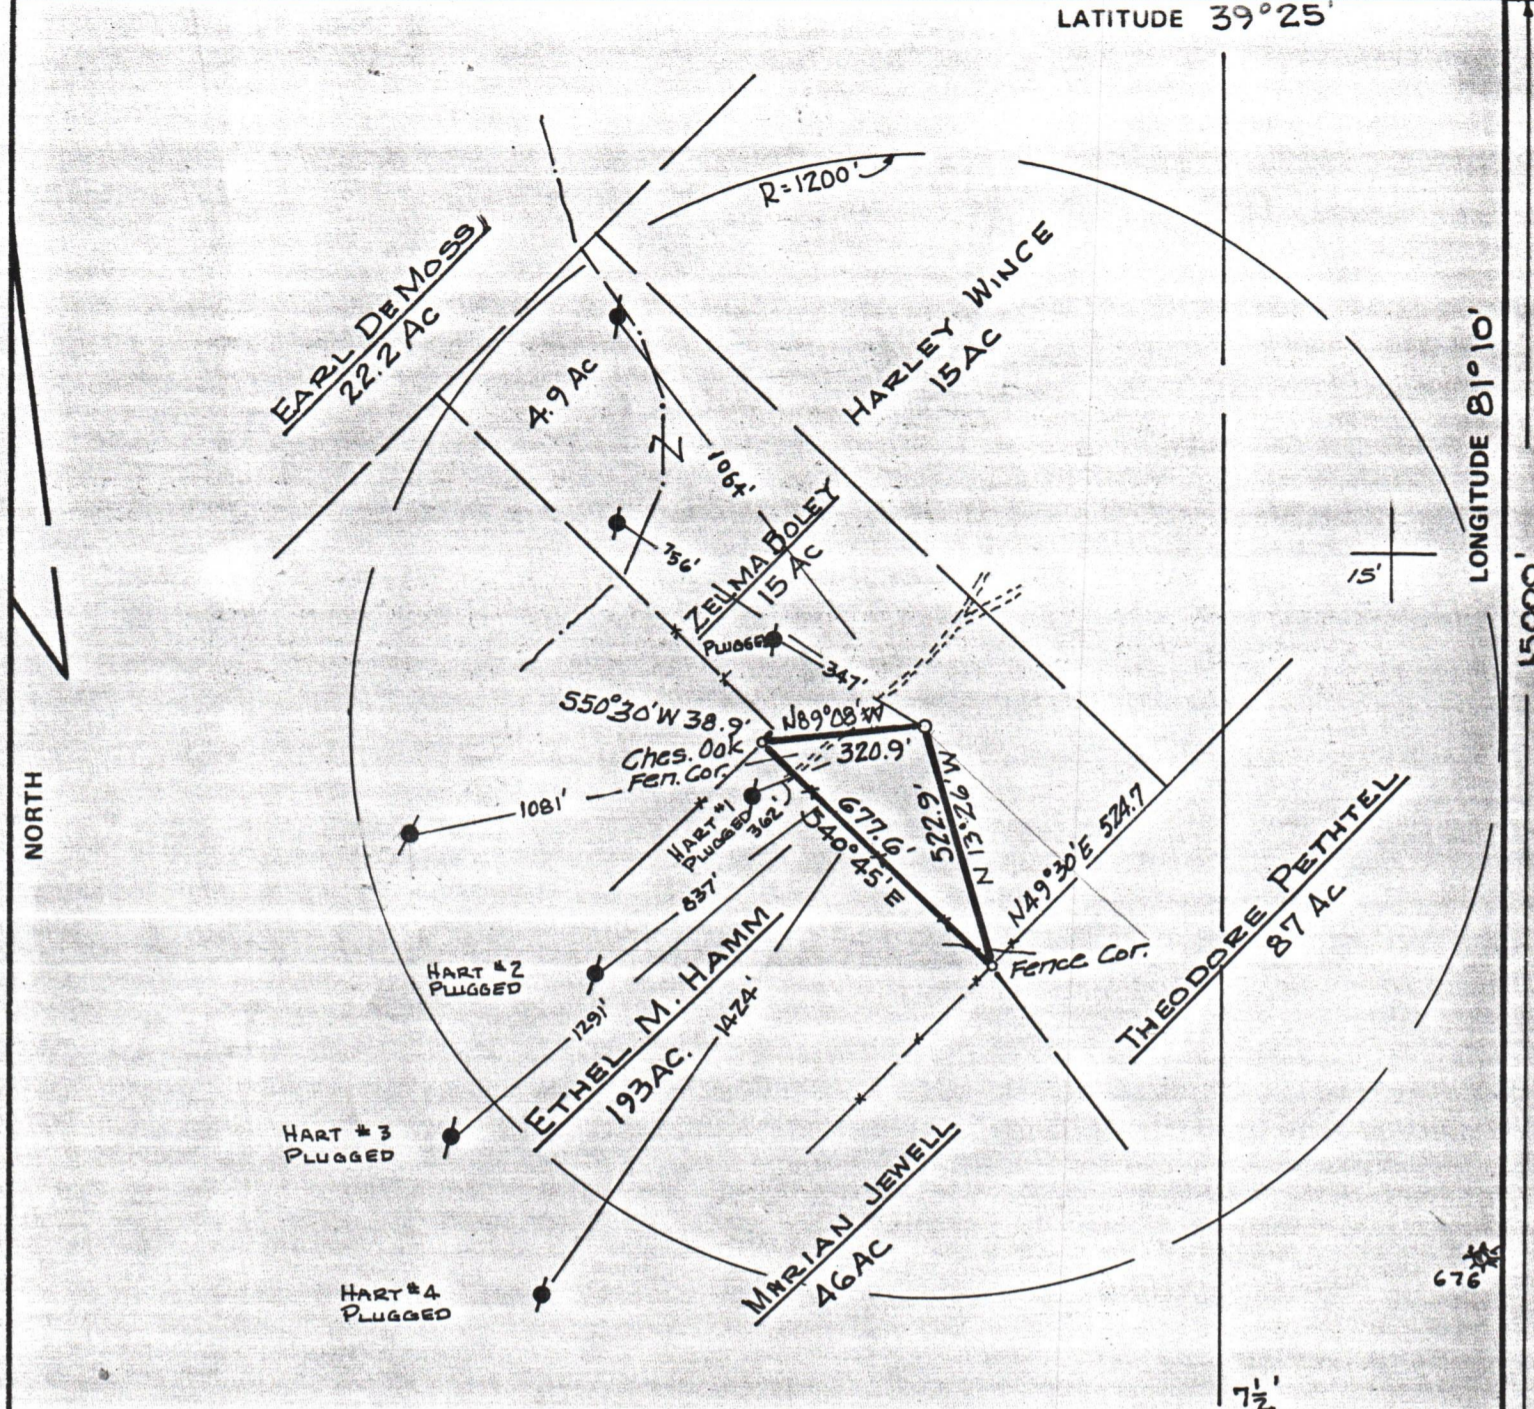 LATITUDE 39°25'
R=1200'
EARL DEMOSS
22.2 AC
HARLEY WINCE
15 AC
4.9 AC
1064'
LONGITUDE 81° 10'
15'
15000'
756'
ZELMA BOLEY
15 AC
PLUGGED
347'
S50°30'W 38.9'
N89°08'W
Ches. Oak
Fen. Cor.
320.9'
NORTH
1081'
HART #1
PLUGGED
362'
677.6'
S40°45'E
522.9'
N 13°26'W
N49°30'E 524.7
THEODORE PETHTEL
87 AC
837'
HART #2
PLUGGED
Fence Cor.
1291'
ETHEL M. HAMM
193 AC.
1424'
HART #3
PLUGGED
MARIAN JEWELL
46 AC
676
HART #4
PLUGGED
7½'